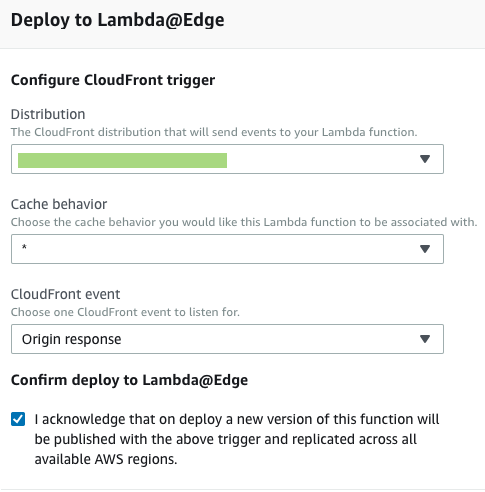 Deploy to Lambda@Edge
Configure CloudFront trigger
Distribution
The CloudFront distribution that will send events to your Lambda function.
Cache behavior
Choose the cache behavior you would like this Lambda function to be associated with.
*
CloudFront event
Choose one CloudFront event to listen for.
Origin response
Confirm deploy to Lambda@Edge
I acknowledge that on deploy a new version of this function will
be published with the above trigger and replicated across all
available AWS regions.